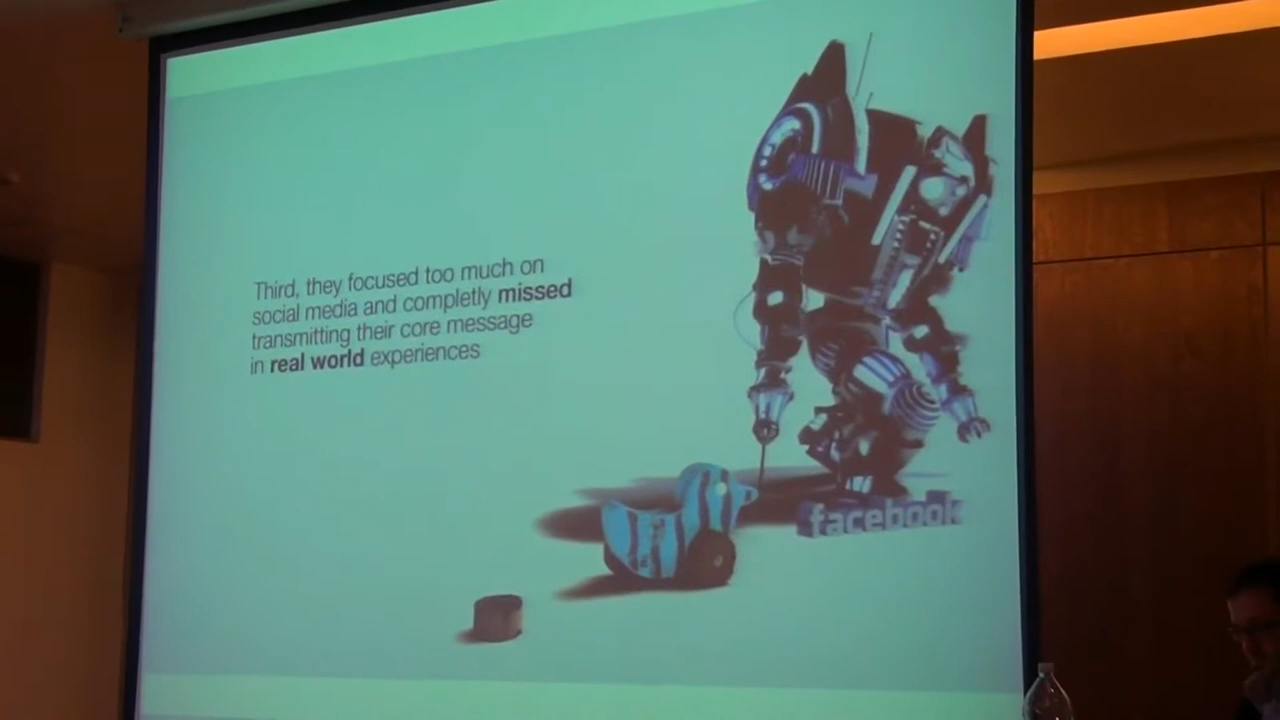 Third, they focused too much on
social media and completly missed
transmitting their core message
in real world experiences
facebook